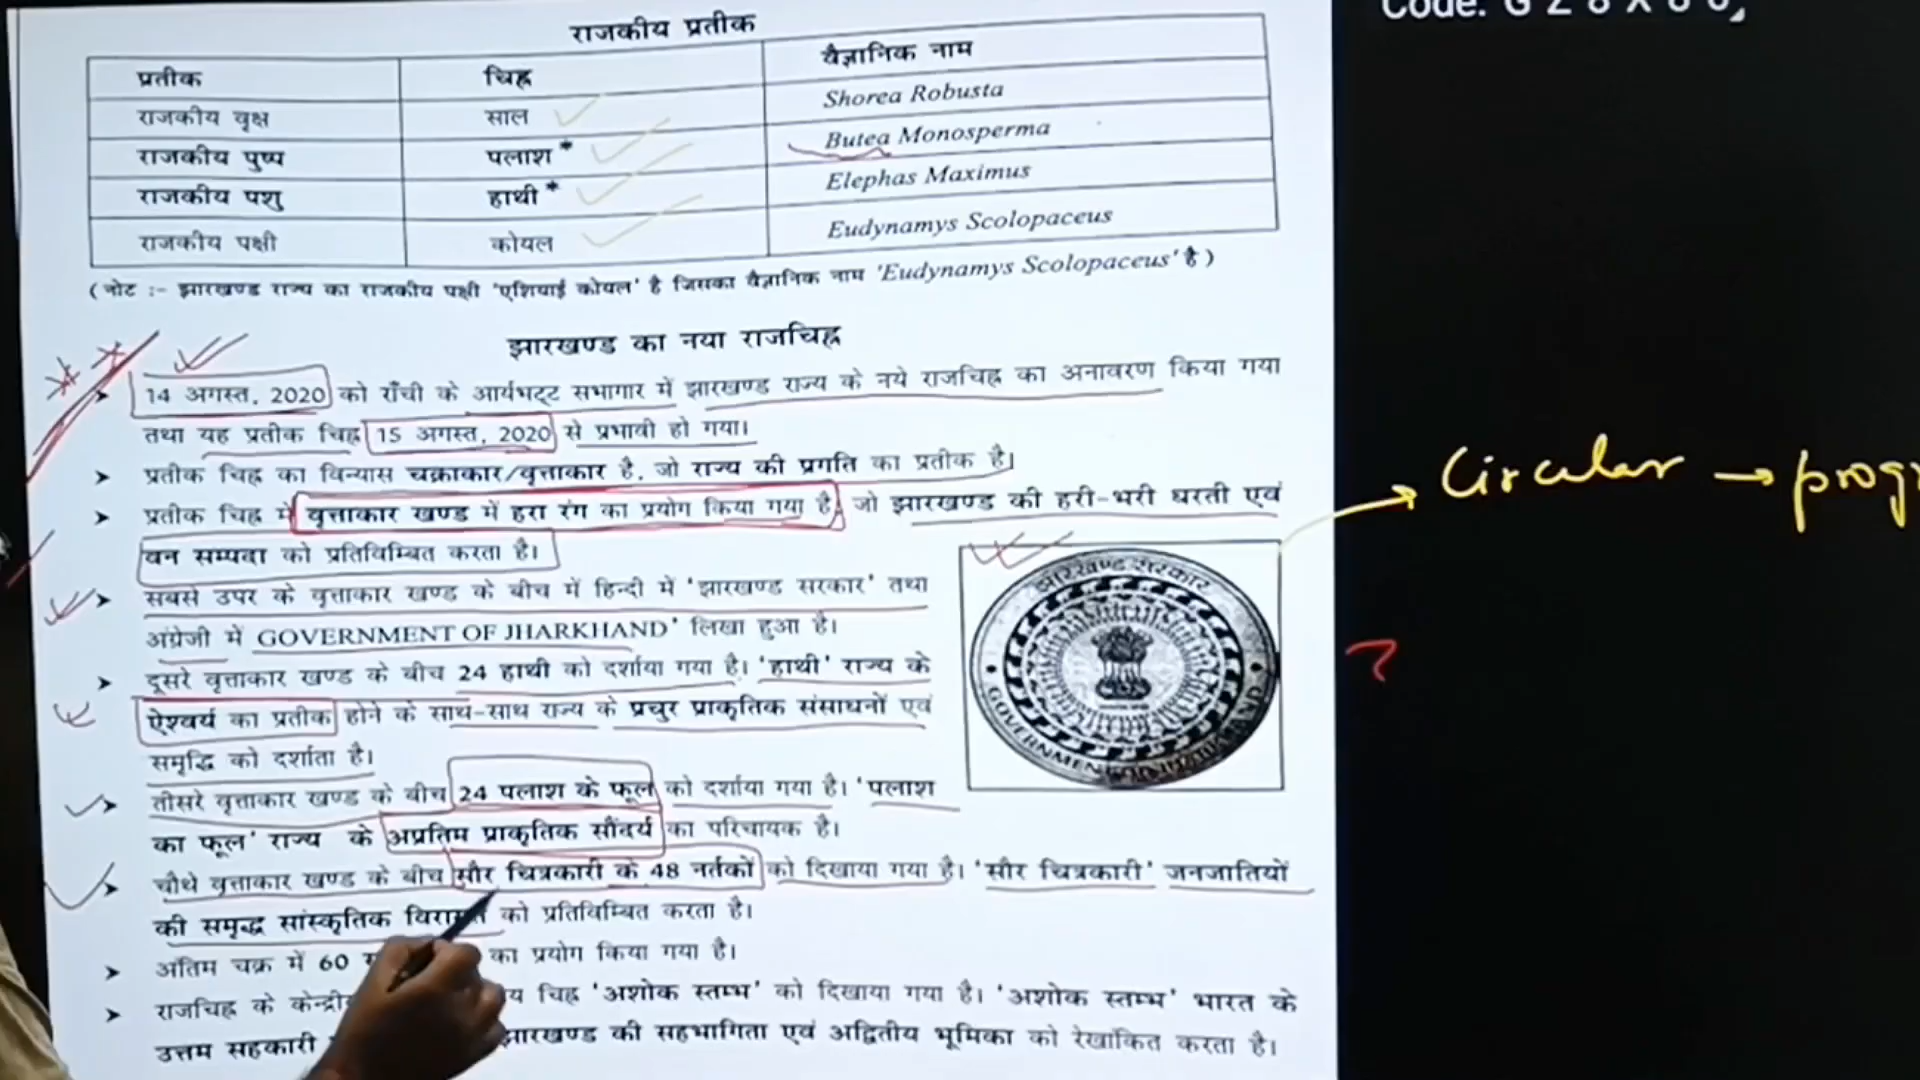 Code: G
राजकीय प्रतीक
प्रतीक चिह्न वैज्ञानिक नाम
राजकीय वृक्ष साल Shorea Robusta
राजकीय पुष्प पलाश* Butea Monosperma
राजकीय पशु हाथी* Elephas Maximus
राजकीय पक्षी कोयल Eudynamys Scolopaceus
(नोट :- झारखण्ड राज्य का राजकीय पक्षी 'एशियाई कोयल' है जिसका वैज्ञानिक नाम 'Eudynamys Scolopaceus' है)
झारखण्ड का नया राजचिह्न
➤ 14 अगस्त, 2020 को राँची के आर्यभट्ट सभागार में झारखण्ड राज्य के नये राजचिह्न का अनावरण किया गया
तथा यह प्रतीक चिह्न 15 अगस्त, 2020 से प्रभावी हो गया।
➤ प्रतीक चिह्न का विन्यास चक्राकार/वृत्ताकार है, जो राज्य की प्रगति का प्रतीक है।
➤ प्रतीक चिह्न में वृत्ताकार खण्ड में हरा रंग का प्रयोग किया गया है, जो झारखण्ड की हरी-भरी धरती एवं
वन सम्पदा को प्रतिविम्बित करता है।
➤ सबसे उपर के वृत्ताकार खण्ड के बीच में हिन्दी में 'झारखण्ड सरकार' तथा
अंग्रेजी में GOVERNMENT OF JHARKHAND' लिखा हुआ है।
➤ दूसरे वृत्ताकार खण्ड के बीच 24 हाथी को दर्शाया गया है। 'हाथी' राज्य के
ऐश्वर्य का प्रतीक होने के साथ-साथ राज्य के प्रचुर प्राकृतिक संसाधनों एवं
समृद्धि को दर्शाता है।
➤ तीसरे वृत्ताकार खण्ड के बीच 24 पलाश के फूल को दर्शाया गया है। 'पलाश
का फूल' राज्य के अप्रतिम प्राकृतिक सौंदर्य का परिचायक है।
➤ चौथे वृत्ताकार खण्ड के बीच सौर चित्रकारी के 48 नर्तकों को दिखाया गया है। 'सौर चित्रकारी' जनजातियों
की समृद्ध सांस्कृतिक विरासत को प्रतिविम्बित करता है।
➤ अंतिम चक्र में 60 का प्रयोग किया गया है।
➤ राजचिह्न के चिह्न 'अशोक स्तम्भ' को दिखाया गया है। 'अशोक स्तम्भ' भारत के
उत्तम सहकारी झारखण्ड की सहभागिता एवं अद्वितीय भूमिका को रेखांकित करता है।
झारखण्ड सरकार
GOVERNMENT OF JHARKHAND
Circular → progr